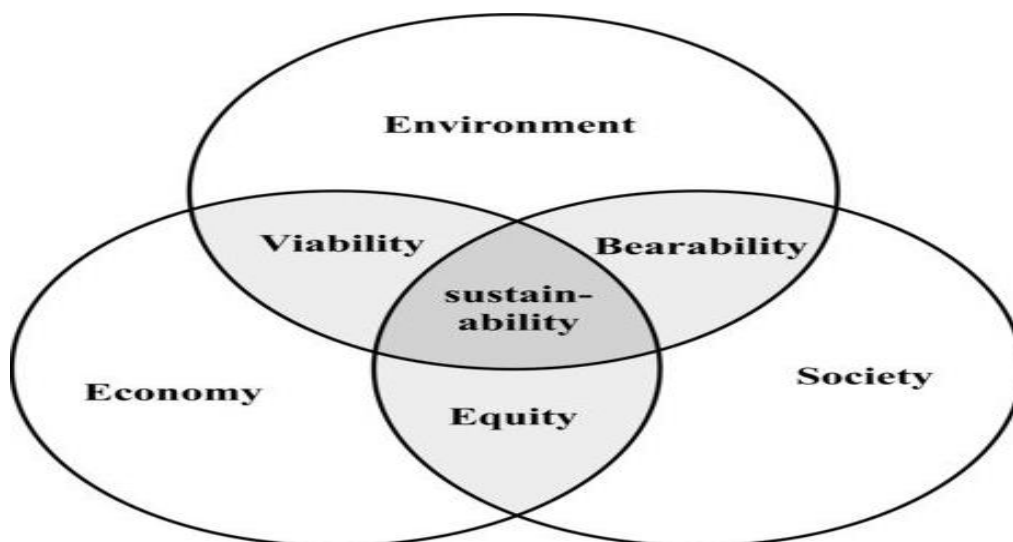 Environment
Viability
Bearability
sustain-
ability
Economy
Society
Equity